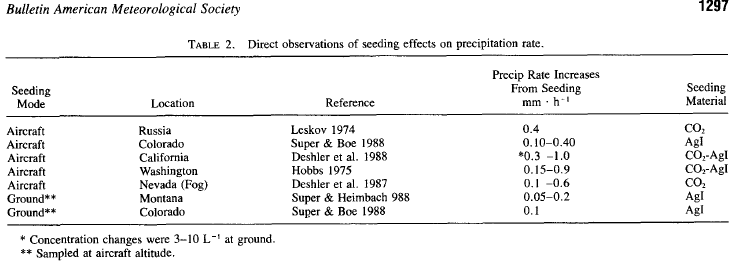 Bulletin American Meteorological Society 1297
TABLE 2. Direct observations of seeding effects on precipitation rate.
Seeding Mode Location Reference Precip Rate Increases From Seeding mm · h⁻¹ Seeding Material
Aircraft Russia Leskov 1974 0.4 CO₂
Aircraft Colorado Super & Boe 1988 0.10–0.40 AgI
Aircraft California Deshler et al. 1988 *0.3 –1.0 CO₂-AgI
Aircraft Washington Hobbs 1975 0.15–0.9 CO₂-AgI
Aircraft Nevada (Fog) Deshler et al. 1987 0.1 –0.6 CO₂
Ground** Montana Super & Heimbach 988 0.05–0.2 AgI
Ground** Colorado Super & Boe 1988 0.1 AgI
* Concentration changes were 3–10 L⁻¹ at ground.
** Sampled at aircraft altitude.